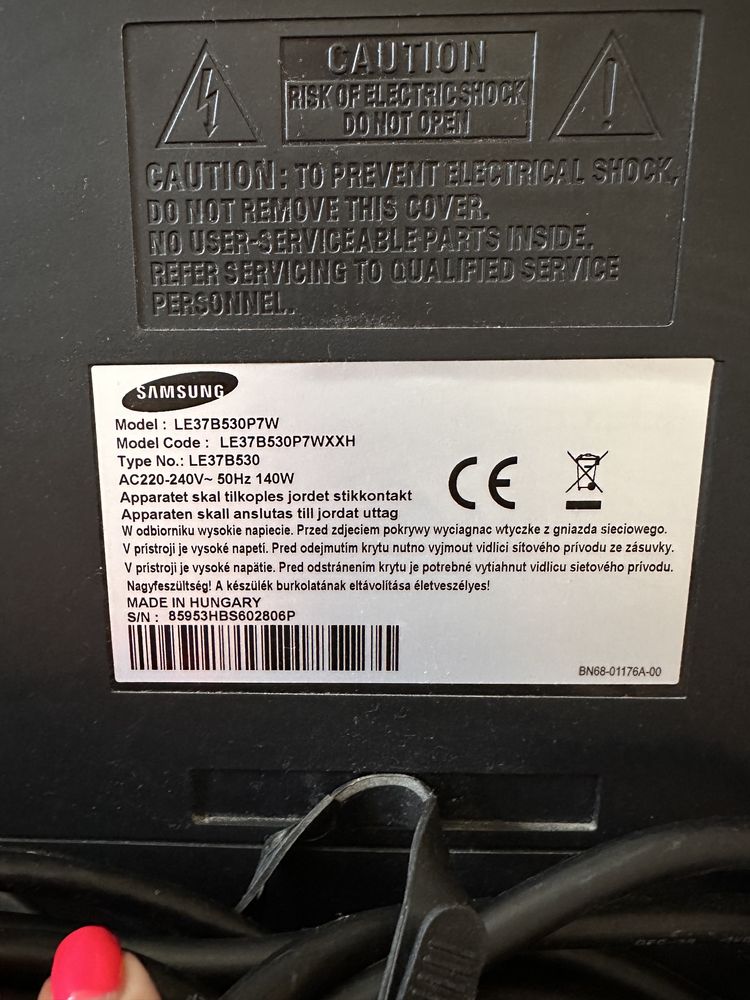 CAUTION
RISK OF ELECTRIC SHOCK
DO NOT OPEN
CAUTION: TO PREVENT ELECTRICAL SHOCK,
DO NOT REMOVE THIS COVER.
NO USER-SERVICEABLE PARTS INSIDE.
REFER SERVICING TO QUALIFIED SERVICE
PERSONNEL.
SAMSUNG
Model : LE37B530P7W
Model Code : LE37B530P7WXXH
Type No.: LE37B530
AC220-240V~ 50Hz 140W
Apparatet skal tilkoples jordet stikkontakt
Apparaten skall anslutas till jordat uttag
W odbiorniku wysokie napiecie. Przed zdjeciem pokrywy wyciagnac wtyczke z gniazda sieciowego.
V pristroji je vysoké napeti. Pred odejmutím krytu nutno vyjmout vidlici sítového prívodu ze zásuvky.
V prístroji je vysoké napätie. Pred odstránením krytu je potrebné vytiahnut vidlicu sietového prívodu.
Nagyfeszültség! A készülék burkolatának eltávolítása életveszélyes!
MADE IN HUNGARY
S/N : 85953HBS602806P
BN68-01176A-00